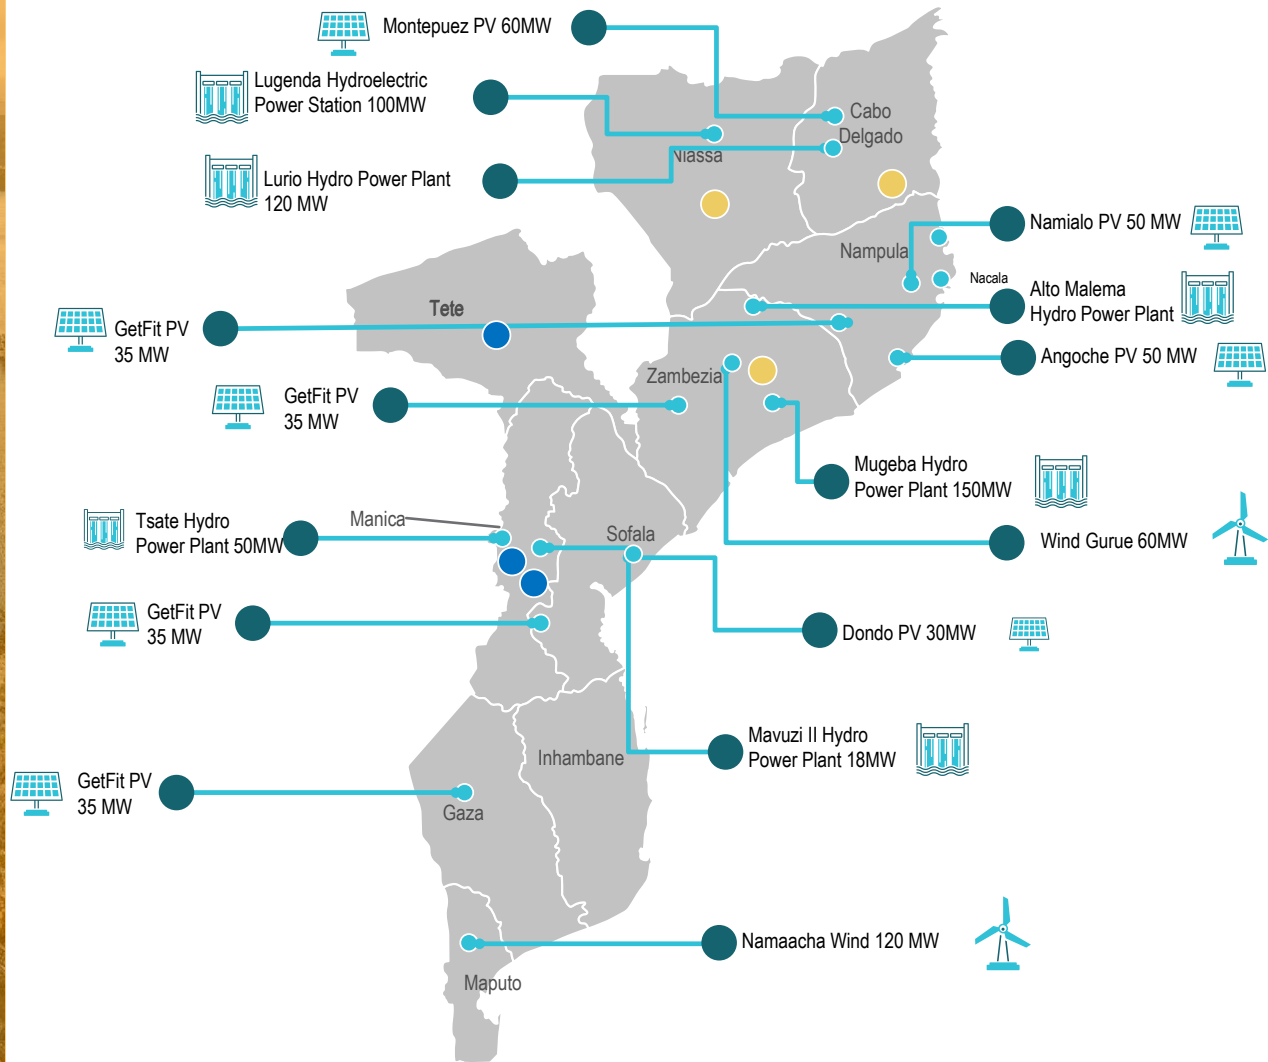 Montepuez PV 60MW
Lugenda Hydroelectric
Power Station 100MW
Cabo
Delgado
Niassa
Lurio Hydro Power Plant
120 MW
Namialo PV 50 MW
Nampula
Nacala
Alto Malema
Hydro Power Plant
Tete
GetFit PV
35 MW
Angoche PV 50 MW
Zambezia
GetFit PV
35 MW
Mugeba Hydro
Power Plant 150MW
Tsate Hydro
Power Plant 50MW
Manica
Sofala
Wind Gurue 60MW
GetFit PV
35 MW
Dondo PV 30MW
Mavuzi II Hydro
Power Plant 18MW
Inhambane
GetFit PV
35 MW
Gaza
Namaacha Wind 120 MW
Maputo